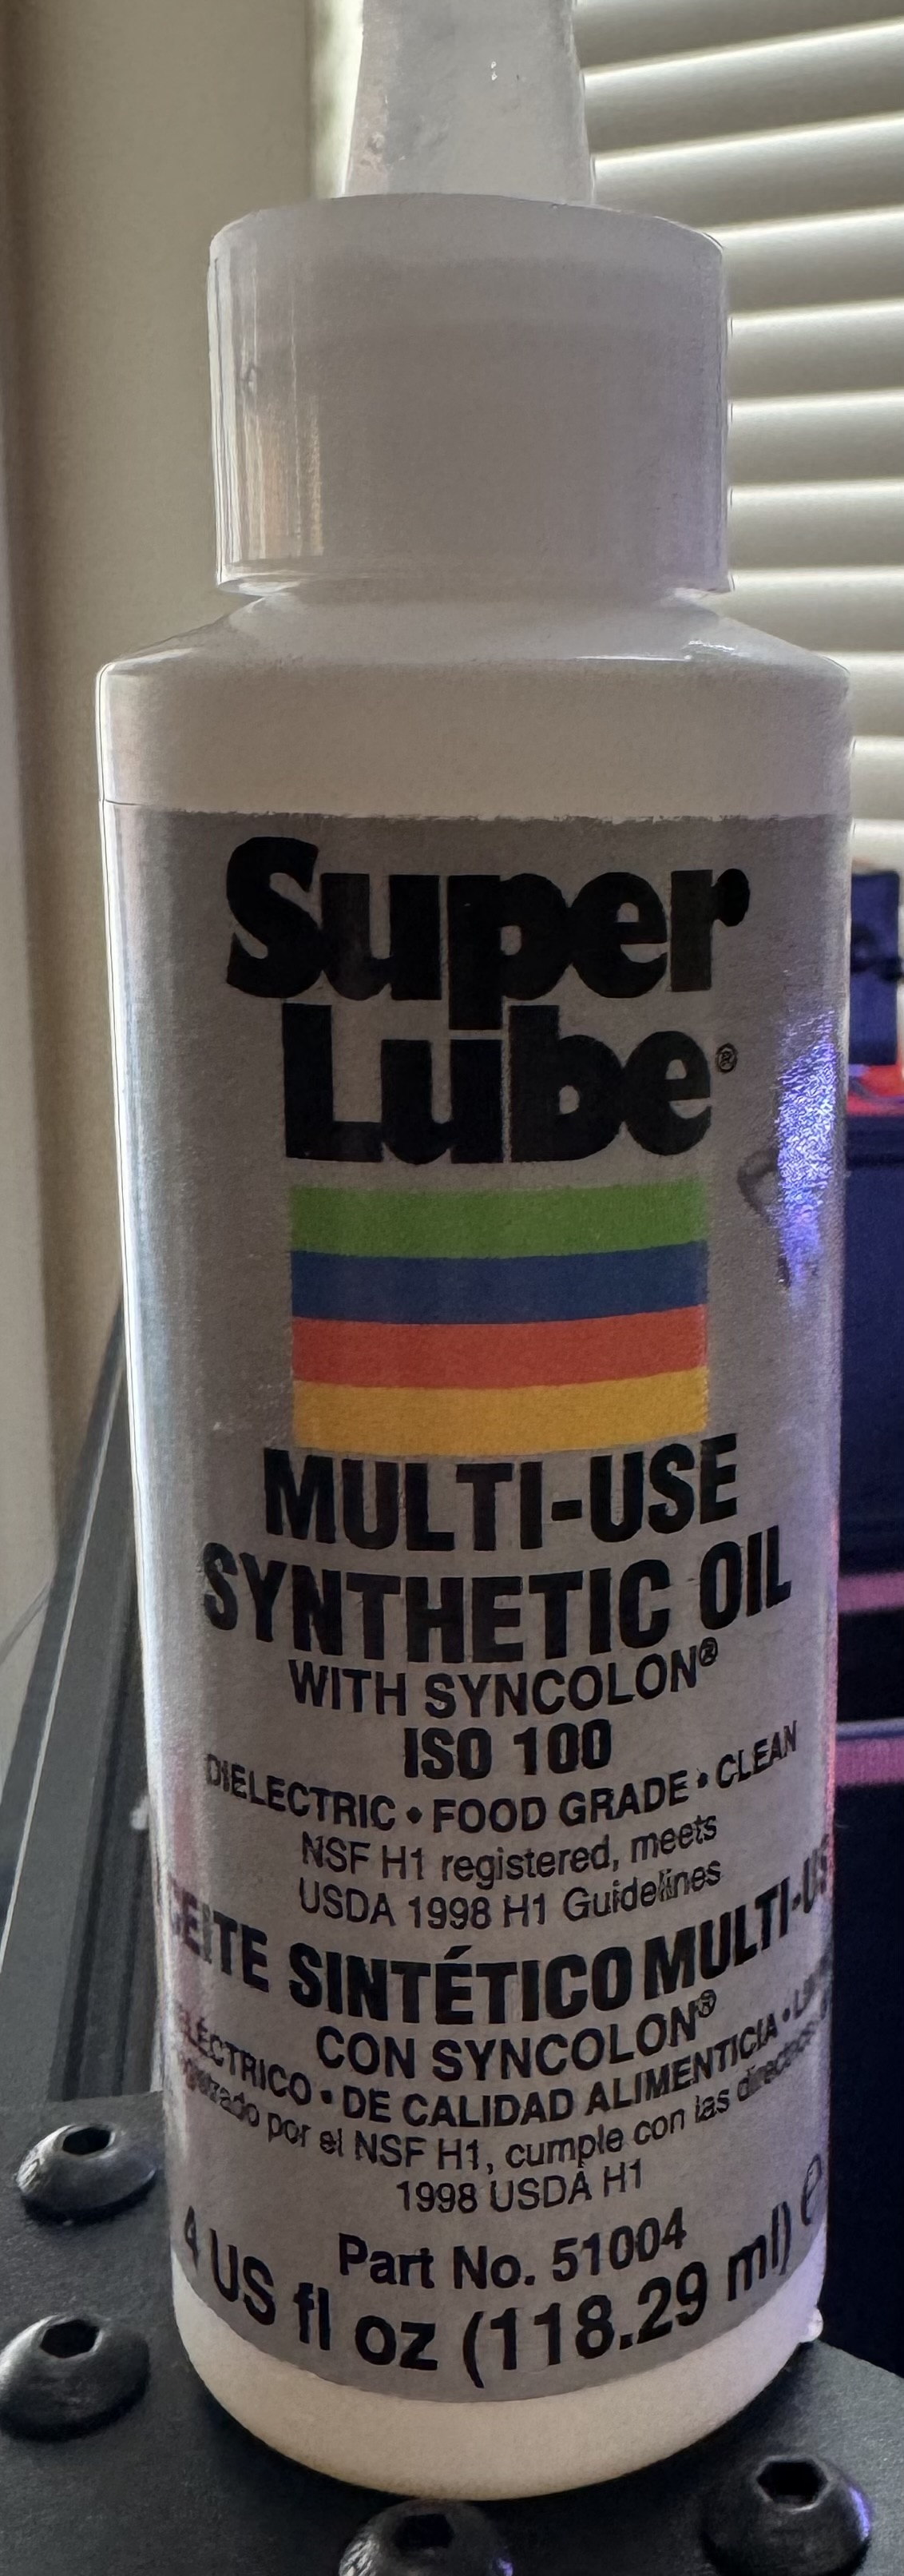 Super
Lube®
MULTI-USE
SYNTHETIC OIL
WITH SYNCOLON®
ISO 100
DIELECTRIC • FOOD GRADE • CLEAN
NSF H1 registered, meets
USDA 1998 H1 Guidelines
SINTÉTICO
CON SYNCOLON®
• DE CALIDAD ALIMENTICIA •
por el NSF H1, cumple con las
1998 USDA H1
Part No. 51004
4 US fl oz (118.29 ml) e